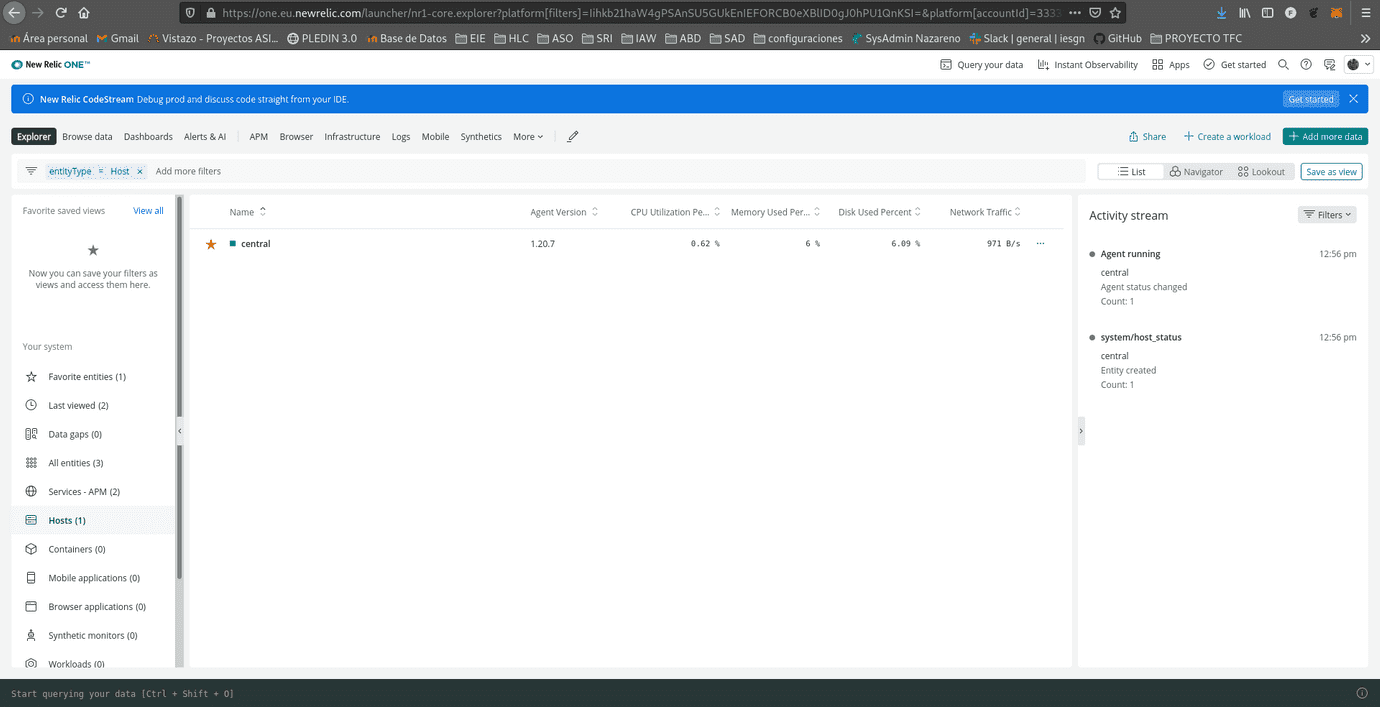 https://one.eu.newrelic.com/launcher/nr1-core.explorer?platform[filters]=Iihkb21haW4gPSAnSU5GUkEnIEFORCB0eXBlID0gJ0hPU1QnKSI=&platform[accountId]=3333
Área personal Gmail Vistazo - Proyectos ASI... PLEDIN 3.0 Base de Datos EIE HLC ASO SRI IAW ABD SAD configuraciones SysAdmin Nazareno Slack | general | iesgn GitHub PROYECTO TFC
New Relic ONE™ Query your data Instant Observability Apps Get started
New Relic CodeStream Debug prod and discuss code straight from your IDE. Get started
Explorer Browse data Dashboards Alerts & AI APM Browser Infrastructure Logs Mobile Synthetics More Share Create a workload Add more data
entityType = Host × Add more filters List Navigator Lookout Save as view
Favorite saved views View all
Now you can save your filters as
views and access them here.
Your system
Favorite entities (1)
Last viewed (2)
Data gaps (0)
All entities (3)
Services - APM (2)
Hosts (1)
Containers (0)
Mobile applications (0)
Browser applications (0)
Synthetic monitors (0)
Workloads (0)
Name Agent Version CPU Utilization Pe... Memory Used Per... Disk Used Percent Network Traffic
central 1.20.7 0.62 % 6 % 6.09 % 971 B/s ...
Activity stream Filters
Agent running 12:56 pm
central
Agent status changed
Count: 1
system/host_status 12:56 pm
central
Entity created
Count: 1
Start querying your data [Ctrl + Shift + O]